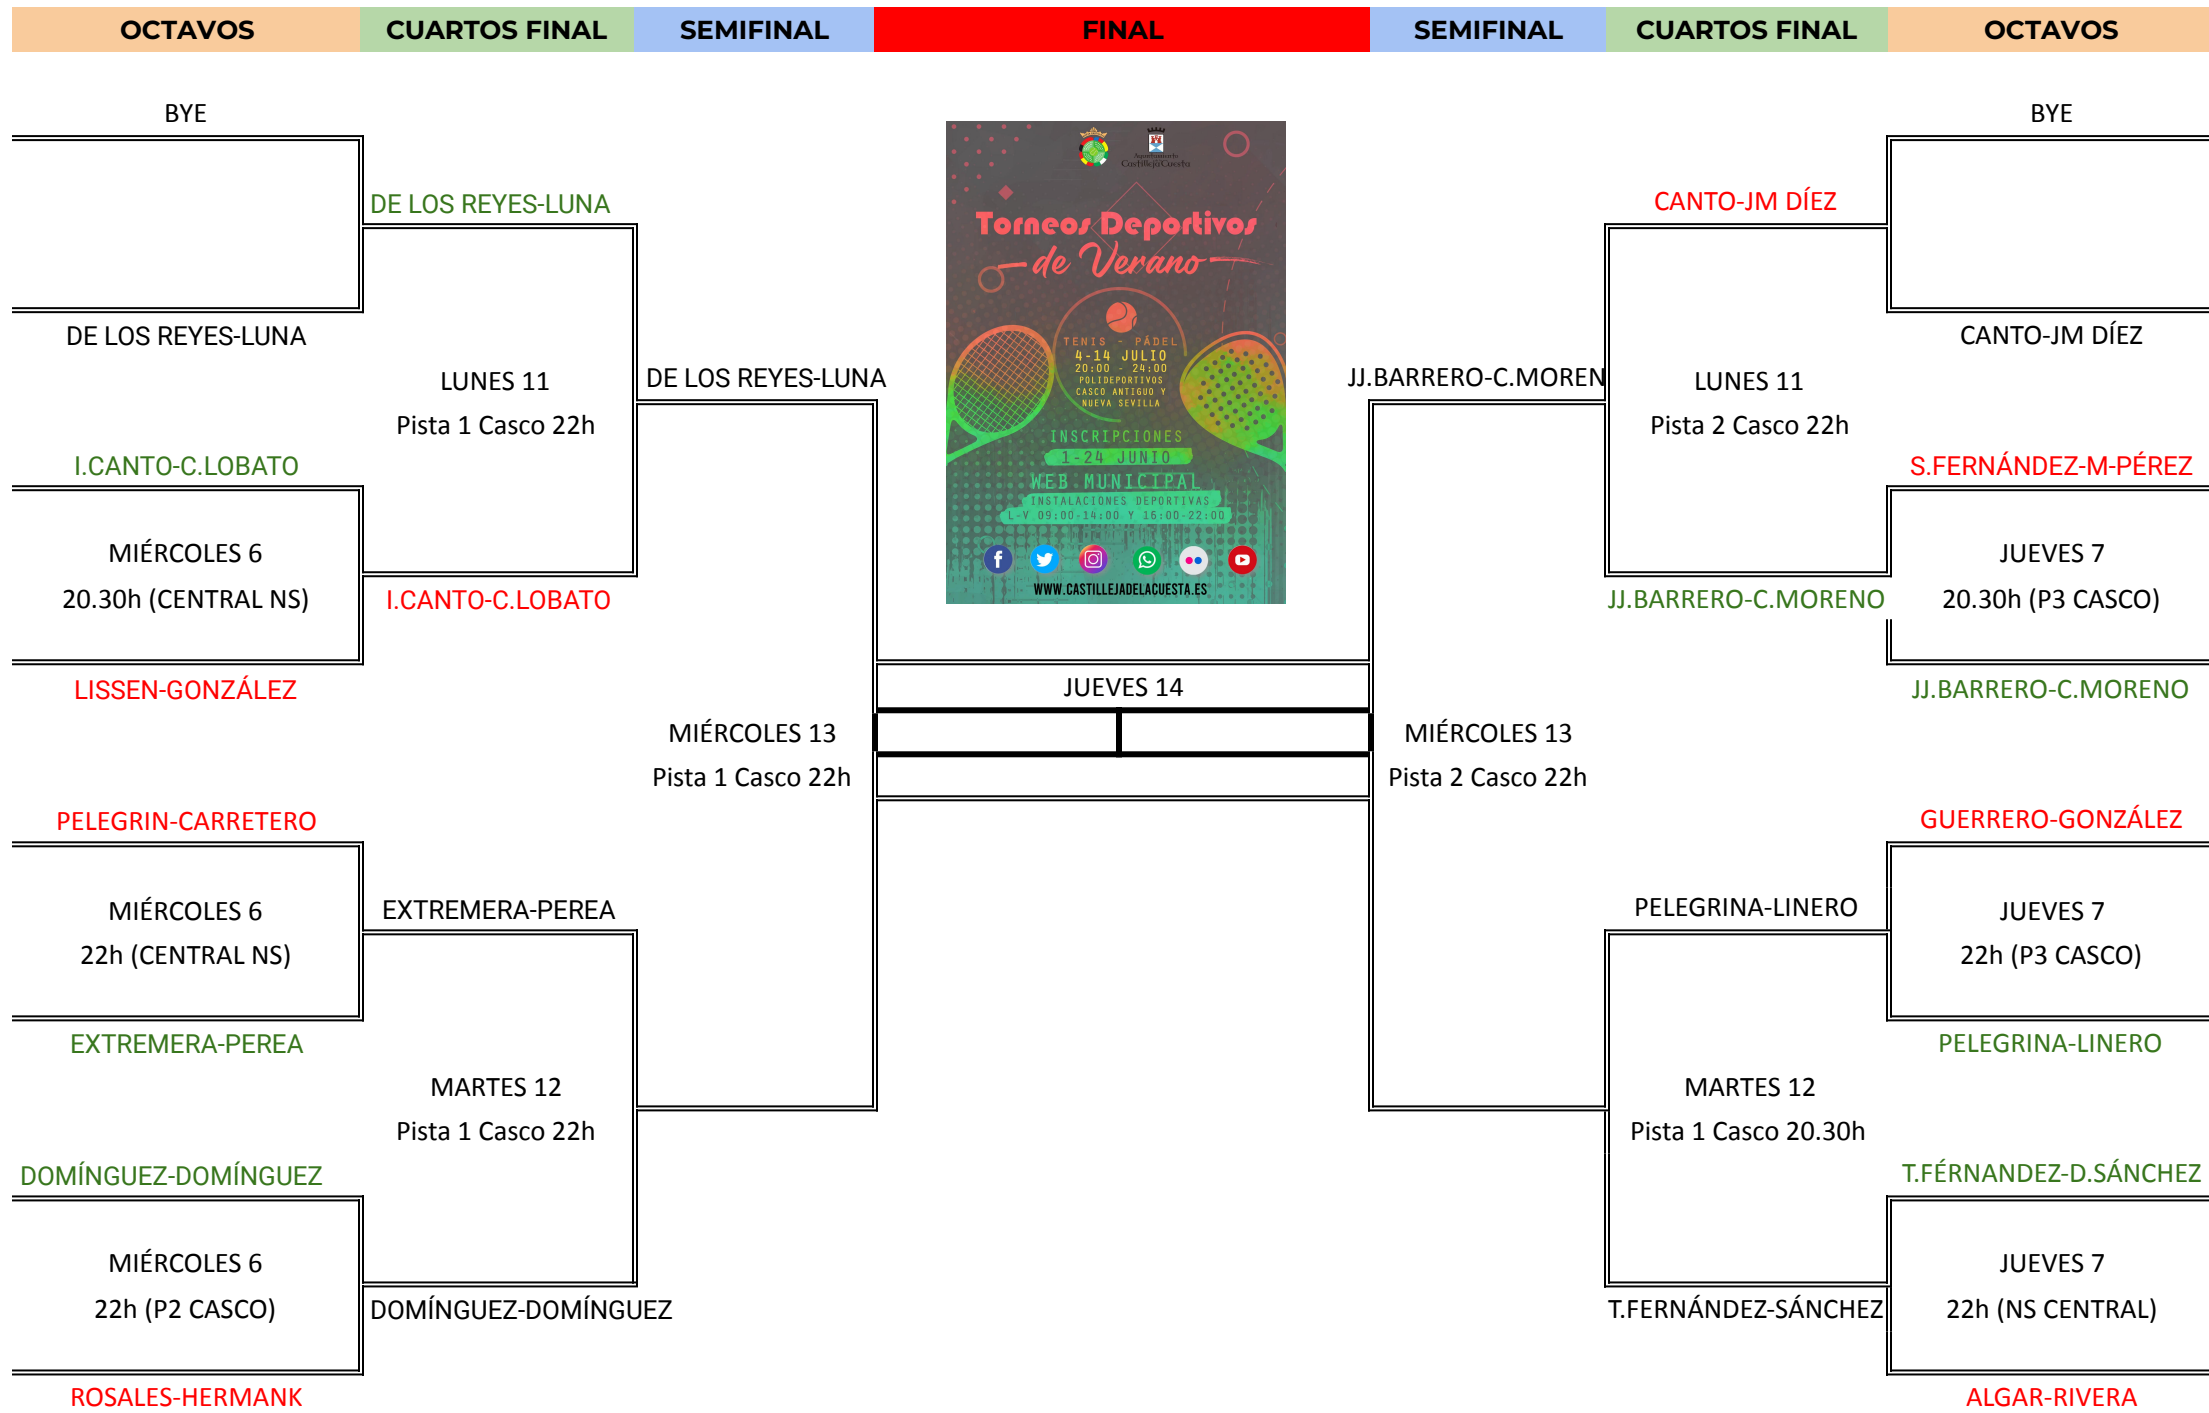 OCTAVOS CUARTOS FINAL SEMIFINAL FINAL SEMIFINAL CUARTOS FINAL OCTAVOS
BYE
DE LOS REYES-LUNA
DE LOS REYES-LUNA
I.CANTO-C.LOBATO
MIÉRCOLES 6
20.30h (CENTRAL NS)
LISSEN-GONZÁLEZ
LUNES 11
Pista 1 Casco 22h
I.CANTO-C.LOBATO
DE LOS REYES-LUNA
PELEGRIN-CARRETERO
MIÉRCOLES 6
22h (CENTRAL NS)
EXTREMERA-PEREA
EXTREMERA-PEREA
MARTES 12
Pista 1 Casco 22h
DOMÍNGUEZ-DOMÍNGUEZ
MIÉRCOLES 6
22h (P2 CASCO)
ROSALES-HERMANK
DOMÍNGUEZ-DOMÍNGUEZ
MIÉRCOLES 13
Pista 1 Casco 22h
Ayuntamiento
Castilleja Cuesta
Torneos Deportivos
de Verano
TENIS - PÁDEL
4-14 JULIO
20:00 - 24:00
POLIDEPORTIVOS
CASCO ANTIGUO Y
NUEVA SEVILLA
INSCRIPCIONES
1-24 JUNIO
WEB MUNICIPAL
INSTALACIONES DEPORTIVAS
L-V 09:00-14:00 Y 16:00-22:00
WWW.CASTILLEJADELACUESTA.ES
JUEVES 14
JJ.BARRERO-C.MOREN
MIÉRCOLES 13
Pista 2 Casco 22h
CANTO-JM DÍEZ
LUNES 11
Pista 2 Casco 22h
JJ.BARRERO-C.MORENO
PELEGRINA-LINERO
MARTES 12
Pista 1 Casco 20.30h
T.FERNÁNDEZ-SÁNCHEZ
BYE
CANTO-JM DÍEZ
S.FERNÁNDEZ-M-PÉREZ
JUEVES 7
20.30h (P3 CASCO)
JJ.BARRERO-C.MORENO
GUERRERO-GONZÁLEZ
JUEVES 7
22h (P3 CASCO)
PELEGRINA-LINERO
T.FÉRNANDEZ-D.SÁNCHEZ
JUEVES 7
22h (NS CENTRAL)
ALGAR-RIVERA